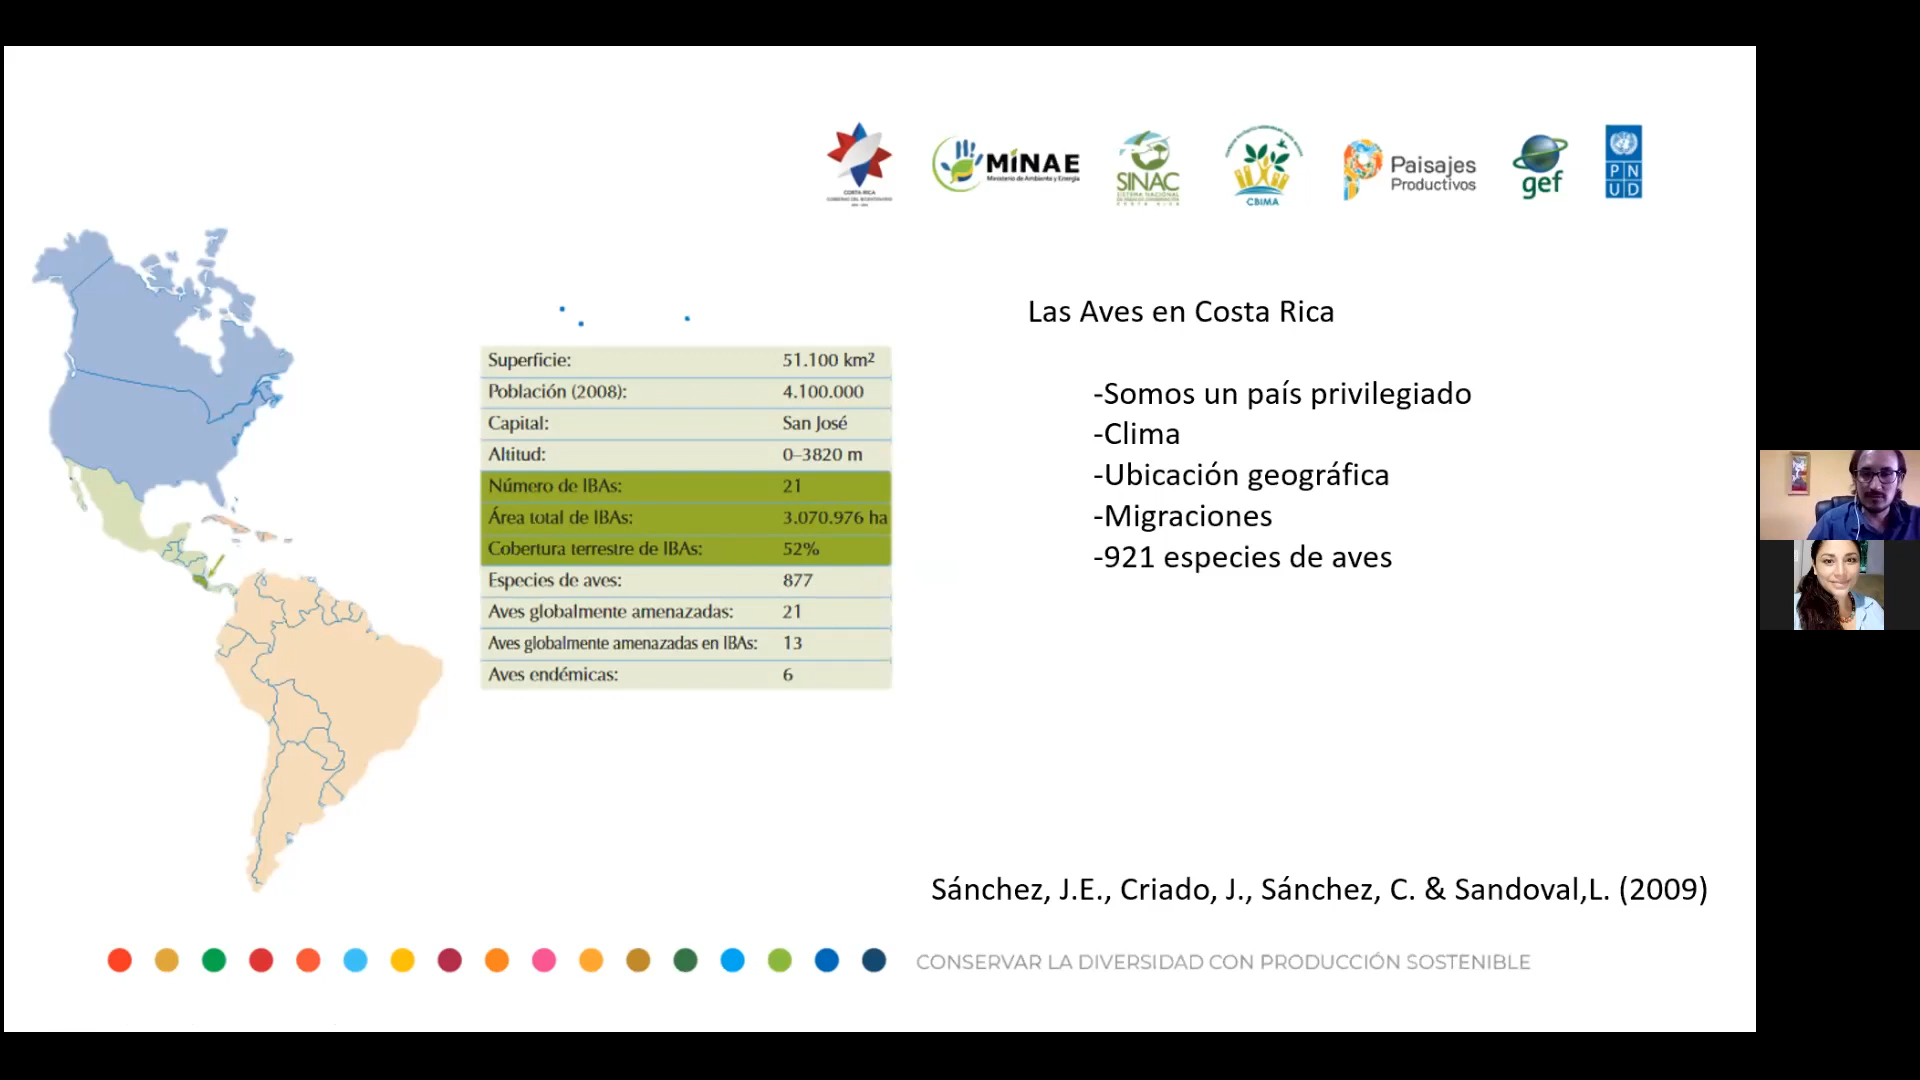 COSTA RICA
GOBIERNO DEL BICENTENARIO
MINAE
Ministerio de Ambiente y Energía
SINAC
SISTEMA NACIONAL
DE ÁREAS DE CONSERVACIÓN
COSTA RICA
CBIMA
Paisajes
Productivos
gef
P N
U D
Las Aves en Costa Rica
Superficie: 51.100 km²
Población (2008): 4.100.000
Capital: San José
Altitud: 0–3820 m
Número de IBAs: 21
Área total de IBAs: 3.070.976 ha
Cobertura terrestre de IBAs: 52%
Especies de aves: 877
Aves globalmente amenazadas: 21
Aves globalmente amenazadas en IBAs: 13
Aves endémicas: 6
-Somos un país privilegiado
-Clima
-Ubicación geográfica
-Migraciones
-921 especies de aves
Sánchez, J.E., Criado, J., Sánchez, C. & Sandoval,L. (2009)
CONSERVAR LA DIVERSIDAD CON PRODUCCIÓN SOSTENIBLE